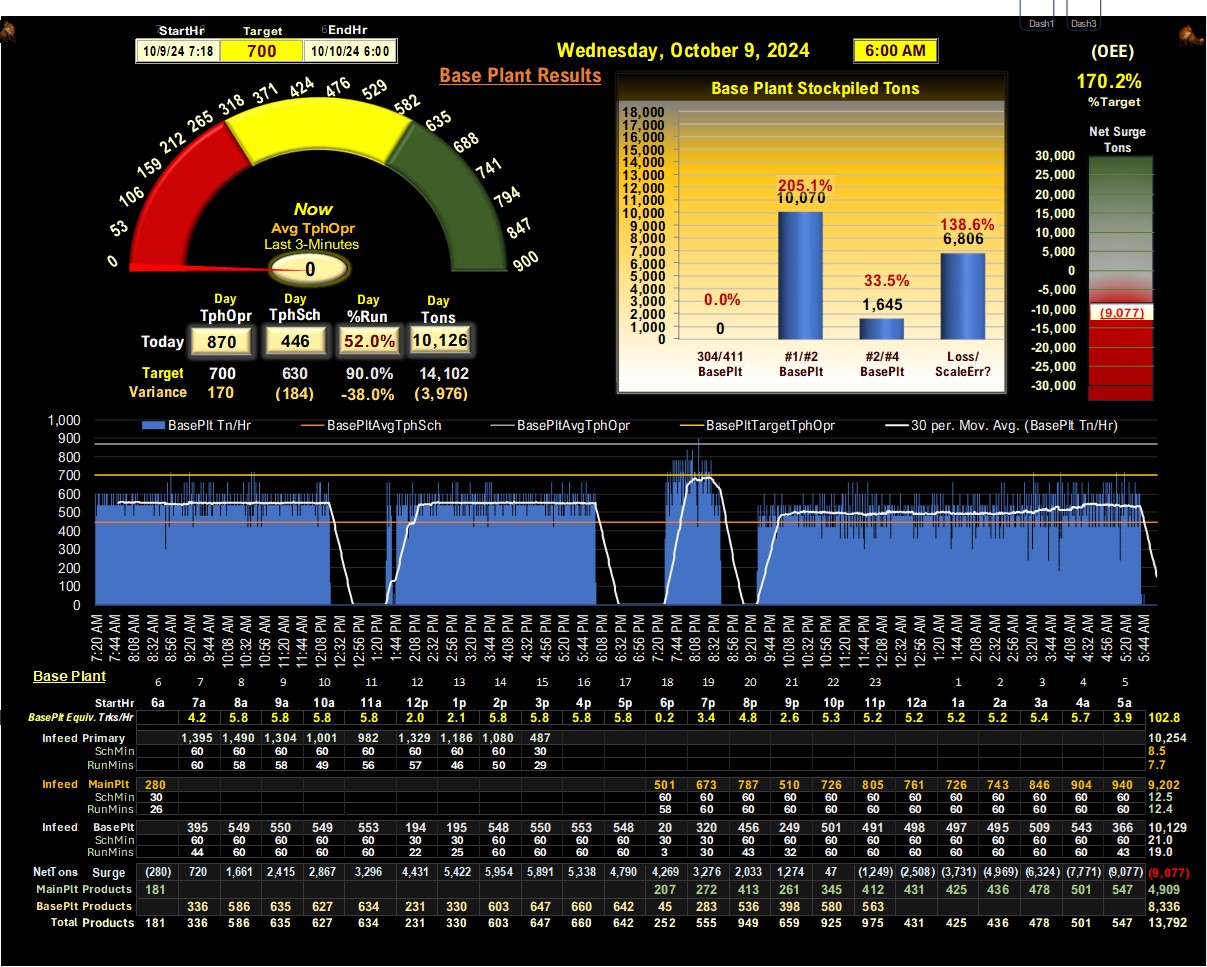 Dash1 Dash3
StartHr Target EndHr
10/9/24 7:18 700 10/10/24 6:00
Wednesday, October 9, 2024 6:00 AM
(OEE)
170.2%
%Target
Base Plant Results
0 53 106 159 212 265 318 371 424 476 529 582 635 688 741 794 847 900
Now
Avg TphOpr
Last 3-Minutes
0
Day Day Day Day
TphOpr TphSch %Run Tons
Today 870 446 52.0% 10,126
Target 700 630 90.0% 14,102
Variance 170 (184) -38.0% (3,976)
Base Plant Stockpiled Tons
18,000
17,000
16,000
15,000
14,000
13,000
12,000
11,000
10,000
9,000
8,000
7,000
6,000
5,000
4,000
3,000
2,000
1,000
0
0.0% 205.1% 33.5% 138.6%
0 10,070 1,645 6,806
304/411 #1/#2 #2/#4 Loss/
BasePlt BasePlt BasePlt ScaleErr?
Net Surge
Tons
30,000
25,000
20,000
15,000
10,000
5,000
0
-5,000
-10,000
-15,000
-20,000
-25,000
-30,000
(9,077)
BasePlt Tn/Hr BasePltAvgTphSch BasePltAvgTphOpr BasePltTargetTphOpr 30 per. Mov. Avg. (BasePlt Tn/Hr)
1,000
900
800
700
600
500
400
300
200
100
0
7:20 AM 7:44 AM 8:08 AM 8:32 AM 8:56 AM 9:20 AM 9:44 AM 10:08 AM 10:32 AM 10:56 AM 11:20 AM 11:44 AM 12:08 PM 12:32 PM 12:56 PM 1:20 PM 1:44 PM 2:08 PM 2:32 PM 2:56 PM 3:20 PM 3:44 PM 4:08 PM 4:32 PM 4:56 PM 5:20 PM 5:44 PM 6:08 PM 6:32 PM 6:56 PM 7:20 PM 7:44 PM 8:08 PM 8:32 PM 8:56 PM 9:20 PM 9:44 PM 10:08 PM 10:32 PM 10:56 PM 11:20 PM 11:44 PM 12:08 AM 12:32 AM 12:56 AM 1:20 AM 1:44 AM 2:08 AM 2:32 AM 2:56 AM 3:20 AM 3:44 AM 4:08 AM 4:32 AM 4:56 AM 5:20 AM 5:44 AM
Base Plant
6 7 8 9 10 11 12 13 14 15 16 17 18 19 20 21 22 23 1 2 3 4 5
StartHr 6a 7a 8a 9a 10a 11a 12p 1p 2p 3p 4p 5p 6p 7p 8p 9p 10p 11p 12a 1a 2a 3a 4a 5a
BasePlt Equiv. Trks/Hr 4.2 5.8 5.8 5.8 5.8 2.0 2.1 5.8 5.8 5.8 5.8 0.2 3.4 4.8 2.6 5.3 5.2 5.2 5.2 5.2 5.4 5.7 3.9 102.8
Infeed Primary 1,395 1,490 1,304 1,001 982 1,329 1,186 1,080 487 10,254
SchMin 60 60 60 60 60 60 60 60 30 8.5
RunMins 60 58 58 49 56 57 46 50 29 7.7
Infeed MainPlt 280 501 673 787 510 726 805 761 726 743 846 904 940 9,202
SchMin 30 60 60 60 60 60 60 60 60 60 60 60 60 12.5
RunMins 26 58 60 60 60 60 60 60 60 60 60 60 60 12.4
Infeed BasePlt 395 549 550 549 553 194 195 548 550 553 548 20 320 456 249 501 491 498 497 495 509 543 366 10,129
SchMin 60 60 60 60 60 30 30 60 60 60 60 30 30 60 60 60 60 60 60 60 60 60 60 21.0
RunMins 44 60 60 60 60 22 25 60 60 60 60 3 30 43 32 60 60 60 60 60 60 60 43 19.0
NetTons Surge (280) 720 1,661 2,415 2,867 3,296 4,431 5,422 5,954 5,891 5,338 4,790 4,269 3,276 2,033 1,274 47 (1,249) (2,508) (3,731) (4,969) (6,324) (7,771) (9,077) (9,077)
MainPlt Products 181 207 272 413 261 345 412 431 425 436 478 501 547 4,909
BasePlt Products 336 586 635 627 634 231 330 603 647 660 642 45 283 536 398 580 563 8,336
Total Products 181 336 586 635 627 634 231 330 603 647 660 642 252 555 949 659 925 975 431 425 436 478 501 547 13,792